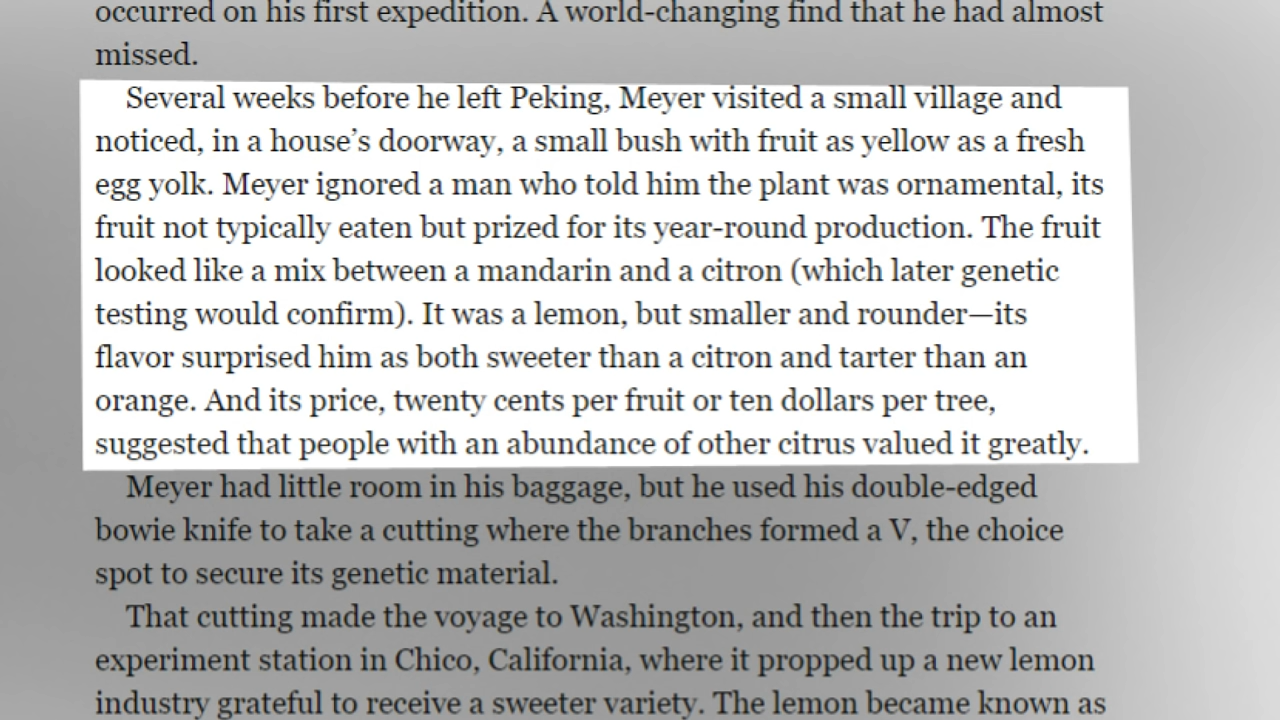 occurred on his first expedition. A world-changing find that he had almost
missed.
Several weeks before he left Peking, Meyer visited a small village and
noticed, in a house’s doorway, a small bush with fruit as yellow as a fresh
egg yolk. Meyer ignored a man who told him the plant was ornamental, its
fruit not typically eaten but prized for its year-round production. The fruit
looked like a mix between a mandarin and a citron (which later genetic
testing would confirm). It was a lemon, but smaller and rounder—its
flavor surprised him as both sweeter than a citron and tarter than an
orange. And its price, twenty cents per fruit or ten dollars per tree,
suggested that people with an abundance of other citrus valued it greatly.
Meyer had little room in his baggage, but he used his double-edged
bowie knife to take a cutting where the branches formed a V, the choice
spot to secure its genetic material.
That cutting made the voyage to Washington, and then the trip to an
experiment station in Chico, California, where it propped up a new lemon
industry grateful to receive a sweeter variety. The lemon became known as